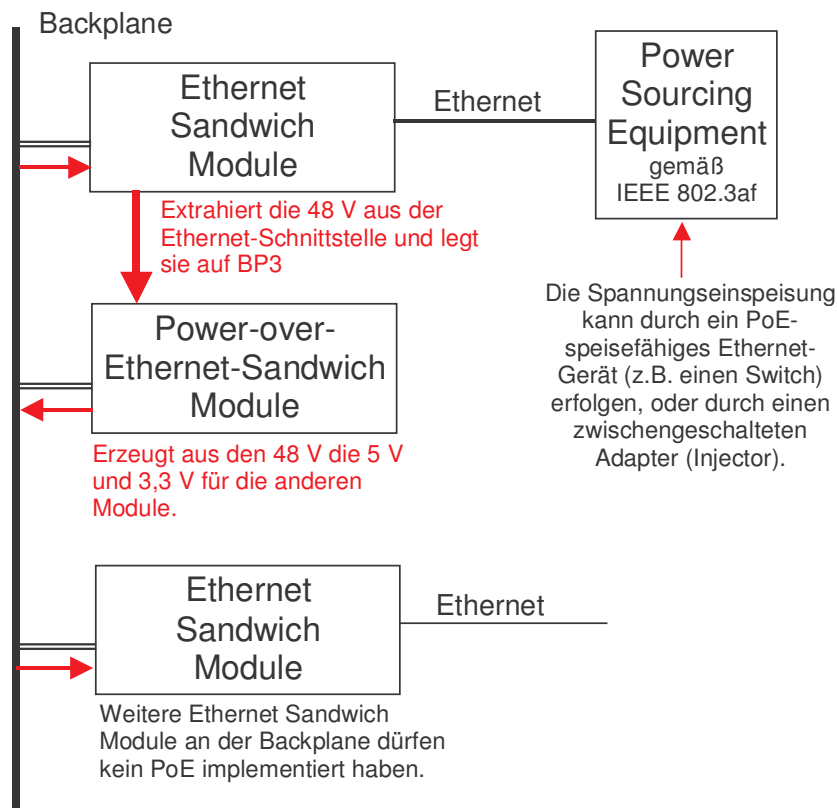 Backplane
Ethernet
Sandwich
Module
Ethernet
Power
Sourcing
Equipment
gemäß
IEEE 802.3af
Extrahiert die 48 V aus der
Ethernet-Schnittstelle und legt
sie auf BP3
Die Spannungseinspeisung
kann durch ein PoE-
speisefähiges Ethernet-
Gerät (z.B. einen Switch)
erfolgen, oder durch einen
zwischengeschalteten
Adapter (Injector).
Power-over-
Ethernet-Sandwich
Module
Erzeugt aus den 48 V die 5 V
und 3,3 V für die anderen
Module.
Ethernet
Sandwich
Module
Ethernet
Weitere Ethernet Sandwich
Module an der Backplane dürfen
kein PoE implementiert haben.